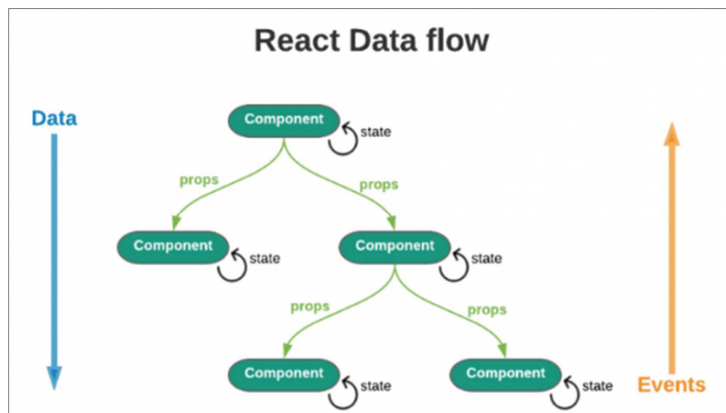 React Data flow
Data
Component
state
props
props
Component
state
Component
state
props
props
Component
state
Component
state
Events